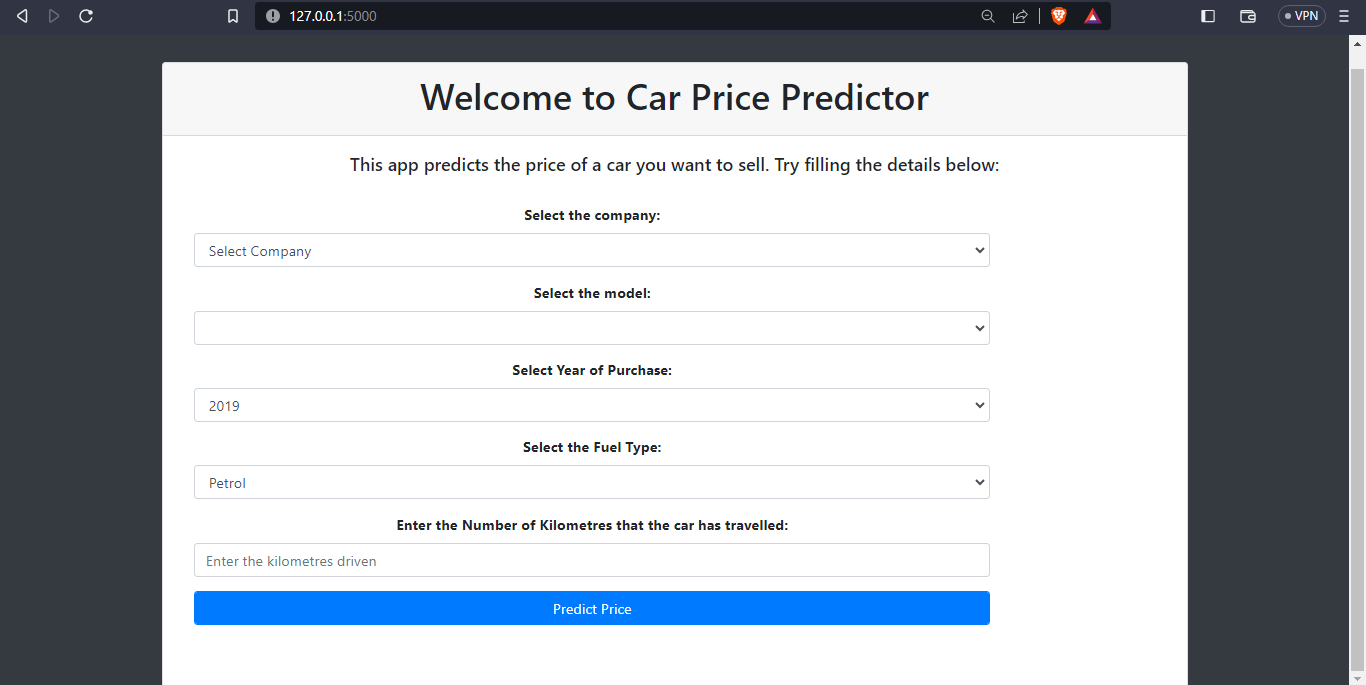 127.0.0.1:5000
VPN
Welcome to Car Price Predictor
This app predicts the price of a car you want to sell. Try filling the details below:
Select the company:
Select Company
Select the model:
Select Year of Purchase:
2019
Select the Fuel Type:
Petrol
Enter the Number of Kilometres that the car has travelled:
Enter the kilometres driven
Predict Price